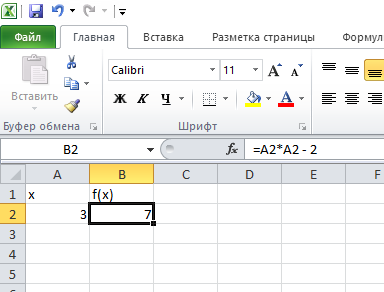 Файл Главная Вставка Разметка страницы Формул
Вставить
Calibri 11 A A
Ж К Ч А
Буфер обмена Шрифт
B2 fx =A2*A2 - 2
A B C D E F
1 x f(x)
2 3 7
3
4
5
6